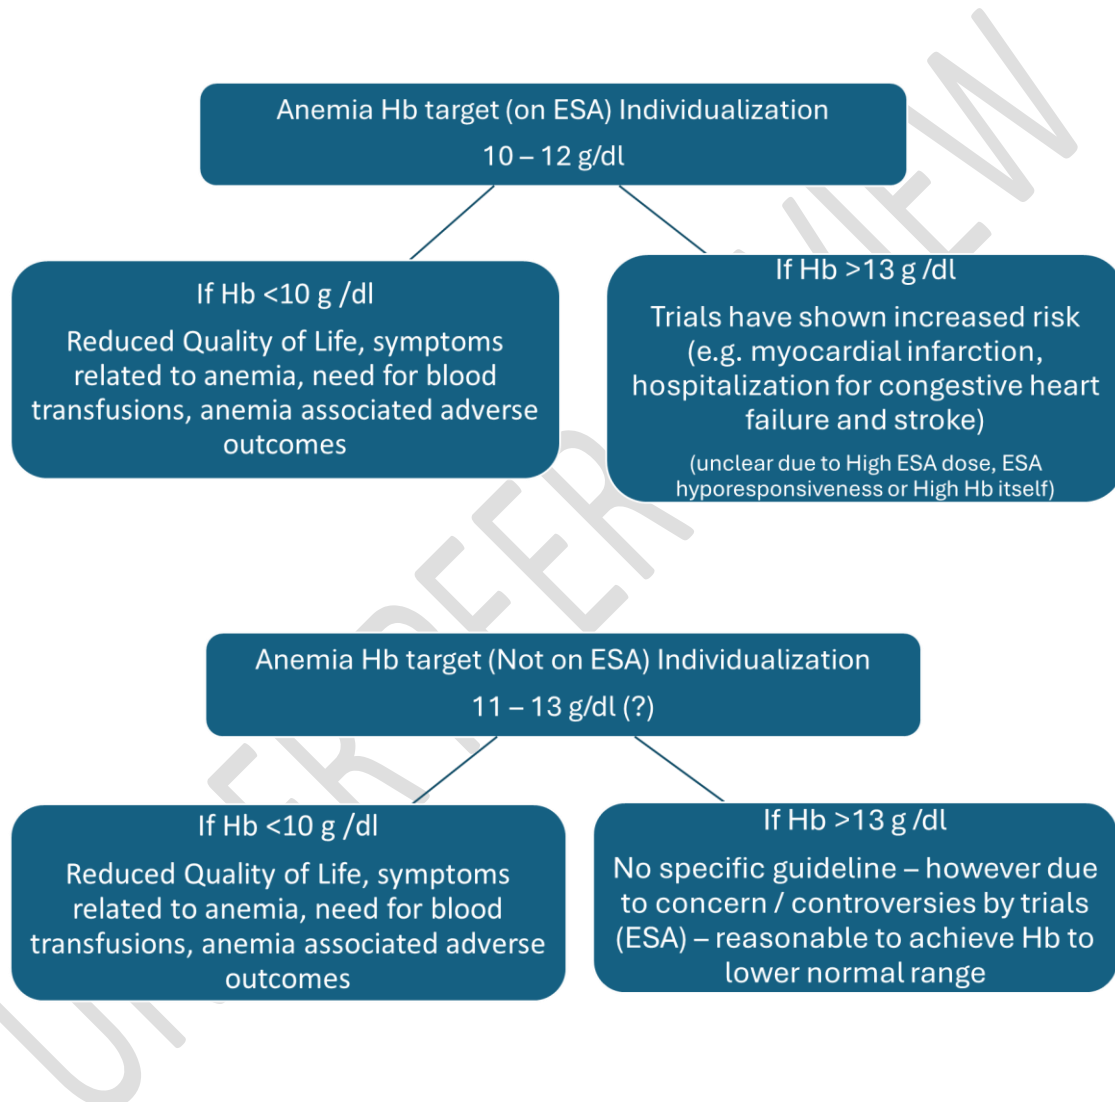 Anemia Hb target (on ESA) Individualization
10 – 12 g/dl
If Hb <10 g /dl
Reduced Quality of Life, symptoms
related to anemia, need for blood
transfusions, anemia associated adverse
outcomes
If Hb >13 g /dl
Trials have shown increased risk
(e.g. myocardial infarction,
hospitalization for congestive heart
failure and stroke)
(unclear due to High ESA dose, ESA
hyporesponsiveness or High Hb itself)
Anemia Hb target (Not on ESA) Individualization
11 – 13 g/dl (?)
If Hb <10 g /dl
Reduced Quality of Life, symptoms
related to anemia, need for blood
transfusions, anemia associated adverse
outcomes
If Hb >13 g /dl
No specific guideline – however due
to concern / controversies by trials
(ESA) – reasonable to achieve Hb to
lower normal range